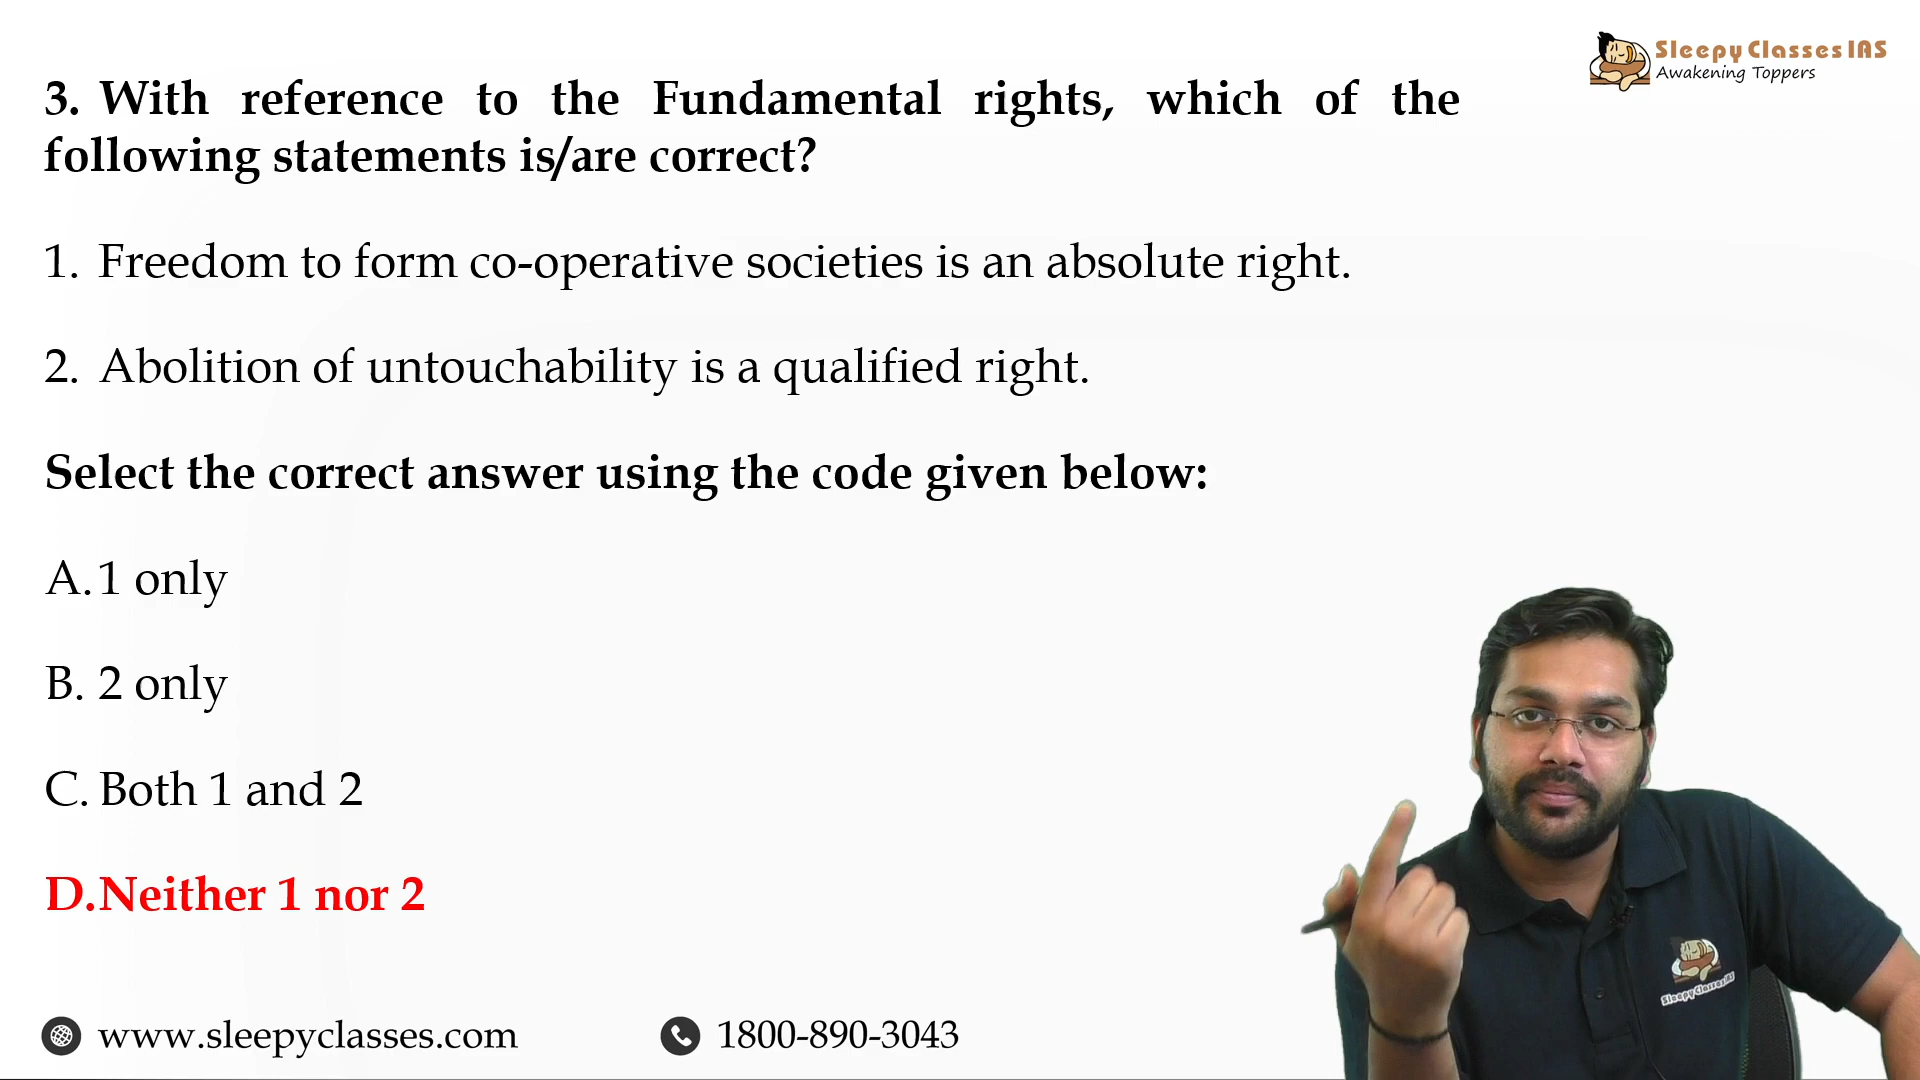 Sleepy Classes IAS
Awakening Toppers
3. With reference to the Fundamental rights, which of the
following statements is/are correct?
1. Freedom to form co-operative societies is an absolute right.
2. Abolition of untouchability is a qualified right.
Select the correct answer using the code given below:
A. 1 only
B. 2 only
C. Both 1 and 2
D. Neither 1 nor 2
Sleepy Classes IAS
www.sleepyclasses.com
1800-890-3043